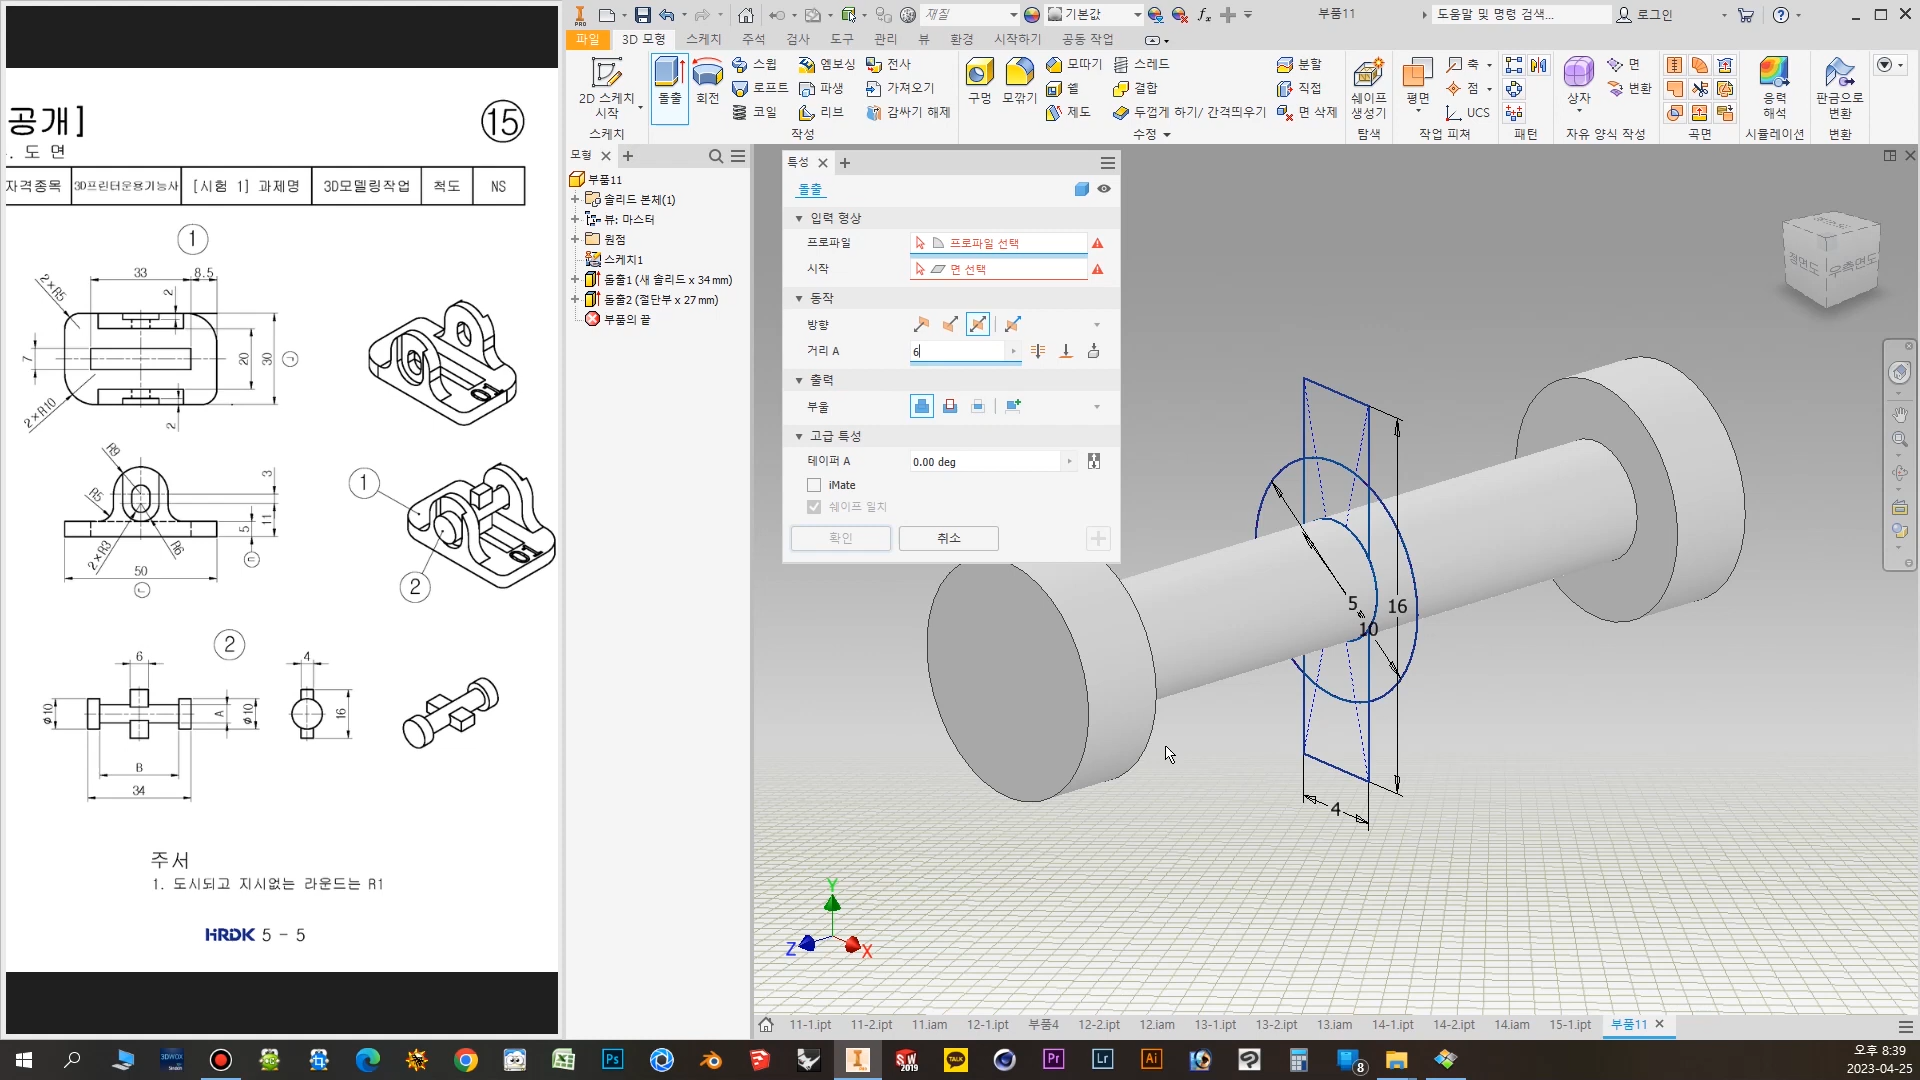 공개]
⑮
. 도 면
자격종목 3D프린터운용기능사 [시험 1] 과제명 3D모델링작업 척도 NS
1
33 8.5
2×R5
2
7 20 30 ㄱ
2×R10
2
R9
R5 3
11
5
2×R3 R6
50
ㄴ ㄷ
1
2
2
6 4
ø10 A ø10 16
B
34
주서
1. 도시되고 지시없는 라운드는 R1
HRDK 5 - 5
재질 기본값 부품11 도움말 및 명령 검색... 로그인
파일 3D 모형 스케치 주석 검사 도구 관리 뷰 환경 시작하기 공동 작업
2D 스케치 시작 돌출 회전 스윕 엠보싱 전사 로프트 파생 가져오기 코일 리브 감싸기 해제
구멍 모깎기 모따기 스레드 쉘 결합 제도 두껍게 하기/ 간격띄우기 분할 직접 면 삭제
쉐이프 생성기 평면 축 점 UCS 상자 면 변환 응력 해석 판금으로 변환
스케치 작성 수정 탐색 작업 피쳐 패턴 자유 양식 작성 곡면 시뮬레이션 변환
모형
부품11
솔리드 본체(1)
뷰: 마스터
원점
스케치1
돌출1 (새 솔리드 x 34 mm)
돌출2 (절단부 x 27 mm)
부품의 끝
특성
돌출
입력 형상
프로파일 프로파일 선택
시작 면 선택
동작
방향
거리 A 6
출력
부울
고급 특성
테이퍼 A 0.00 deg
iMate
쉐이프 일치
확인 취소
우측면도
5 16
10
4
Y
Z X
11-1.ipt 11-2.ipt 11.iam 12-1.ipt 부품4 12-2.ipt 12.iam 13-1.ipt 13-2.ipt 13.iam 14-1.ipt 14-2.ipt 14.iam 15-1.ipt 부품11
오후 8:39
2023-04-25